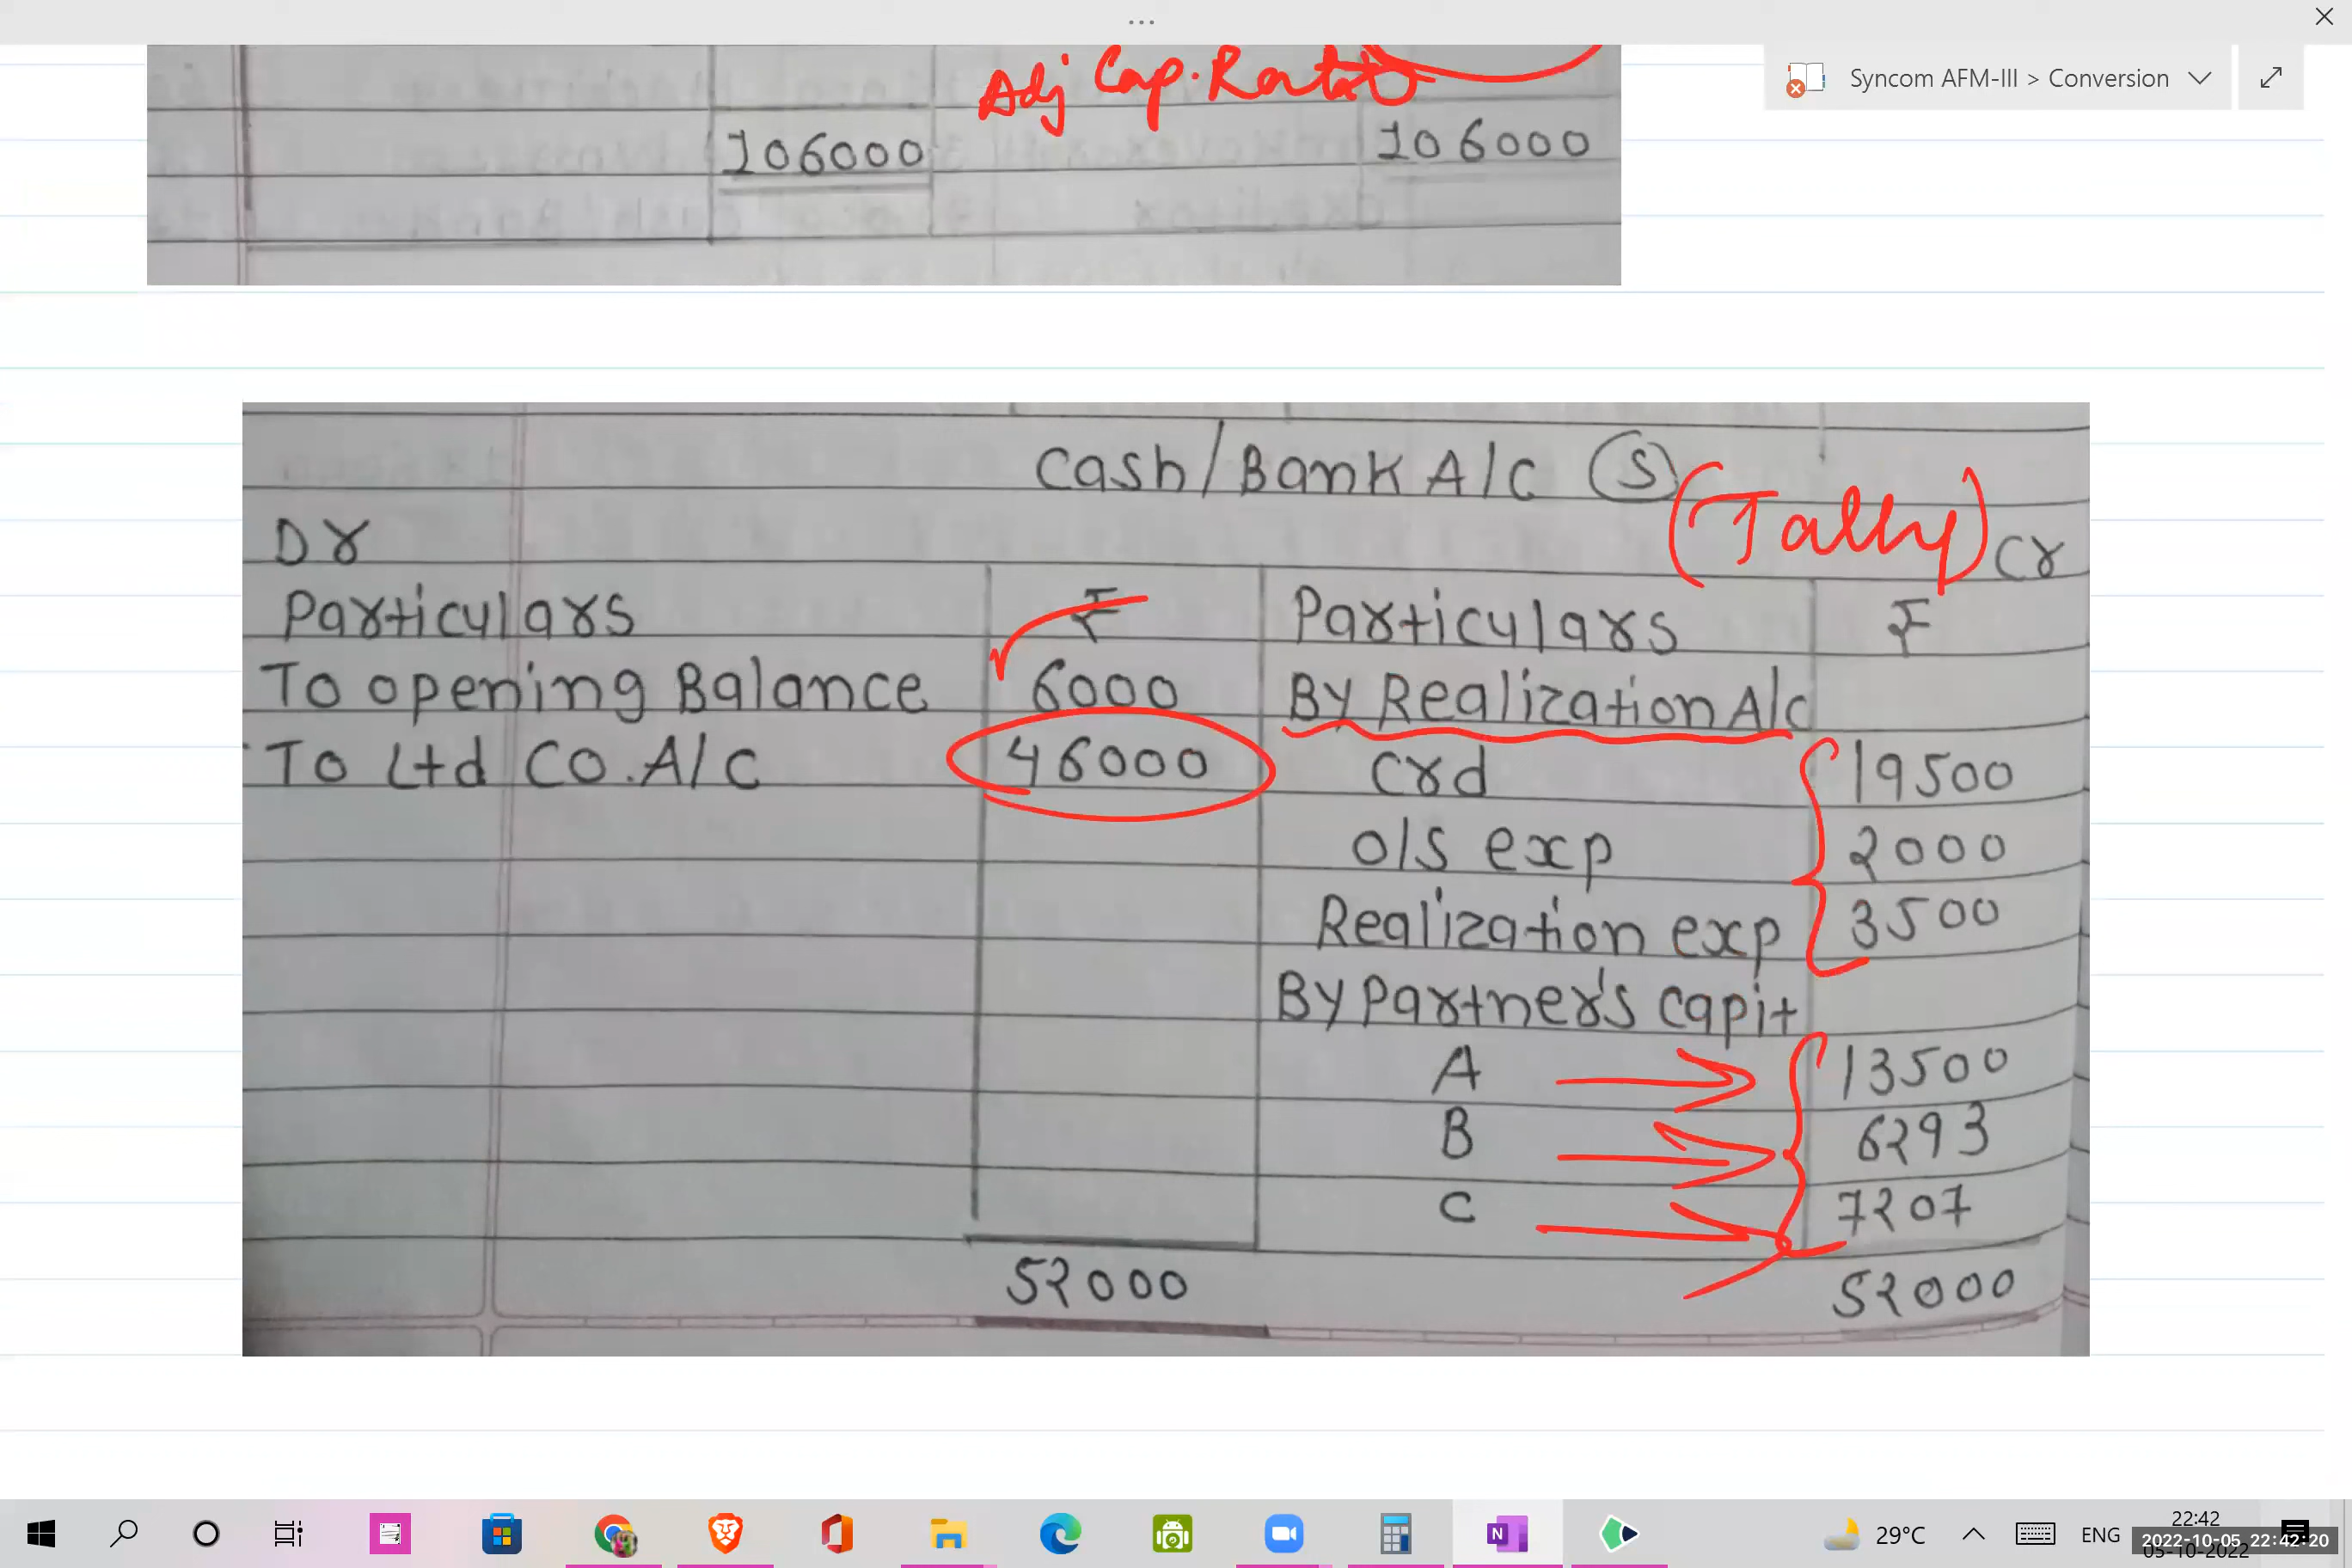 Syncom AFM-III > Conversion
Adj Cap. Ratio
106000 106000
Cash/Bank A/c (S) (Tally)
Dr Cr
Particulars ₹ Particulars ₹
To opening Balance 6000 By Realization A/c
To Ltd Co. A/c 46000 Crd 19500
O/S exp 2000
Realization exp 3500
By Partner's Capit
A 13500
B 6293
C 7207
52000 52000
29°C ENG 22:42
2022-10-05 22:42:20
05-10-2022